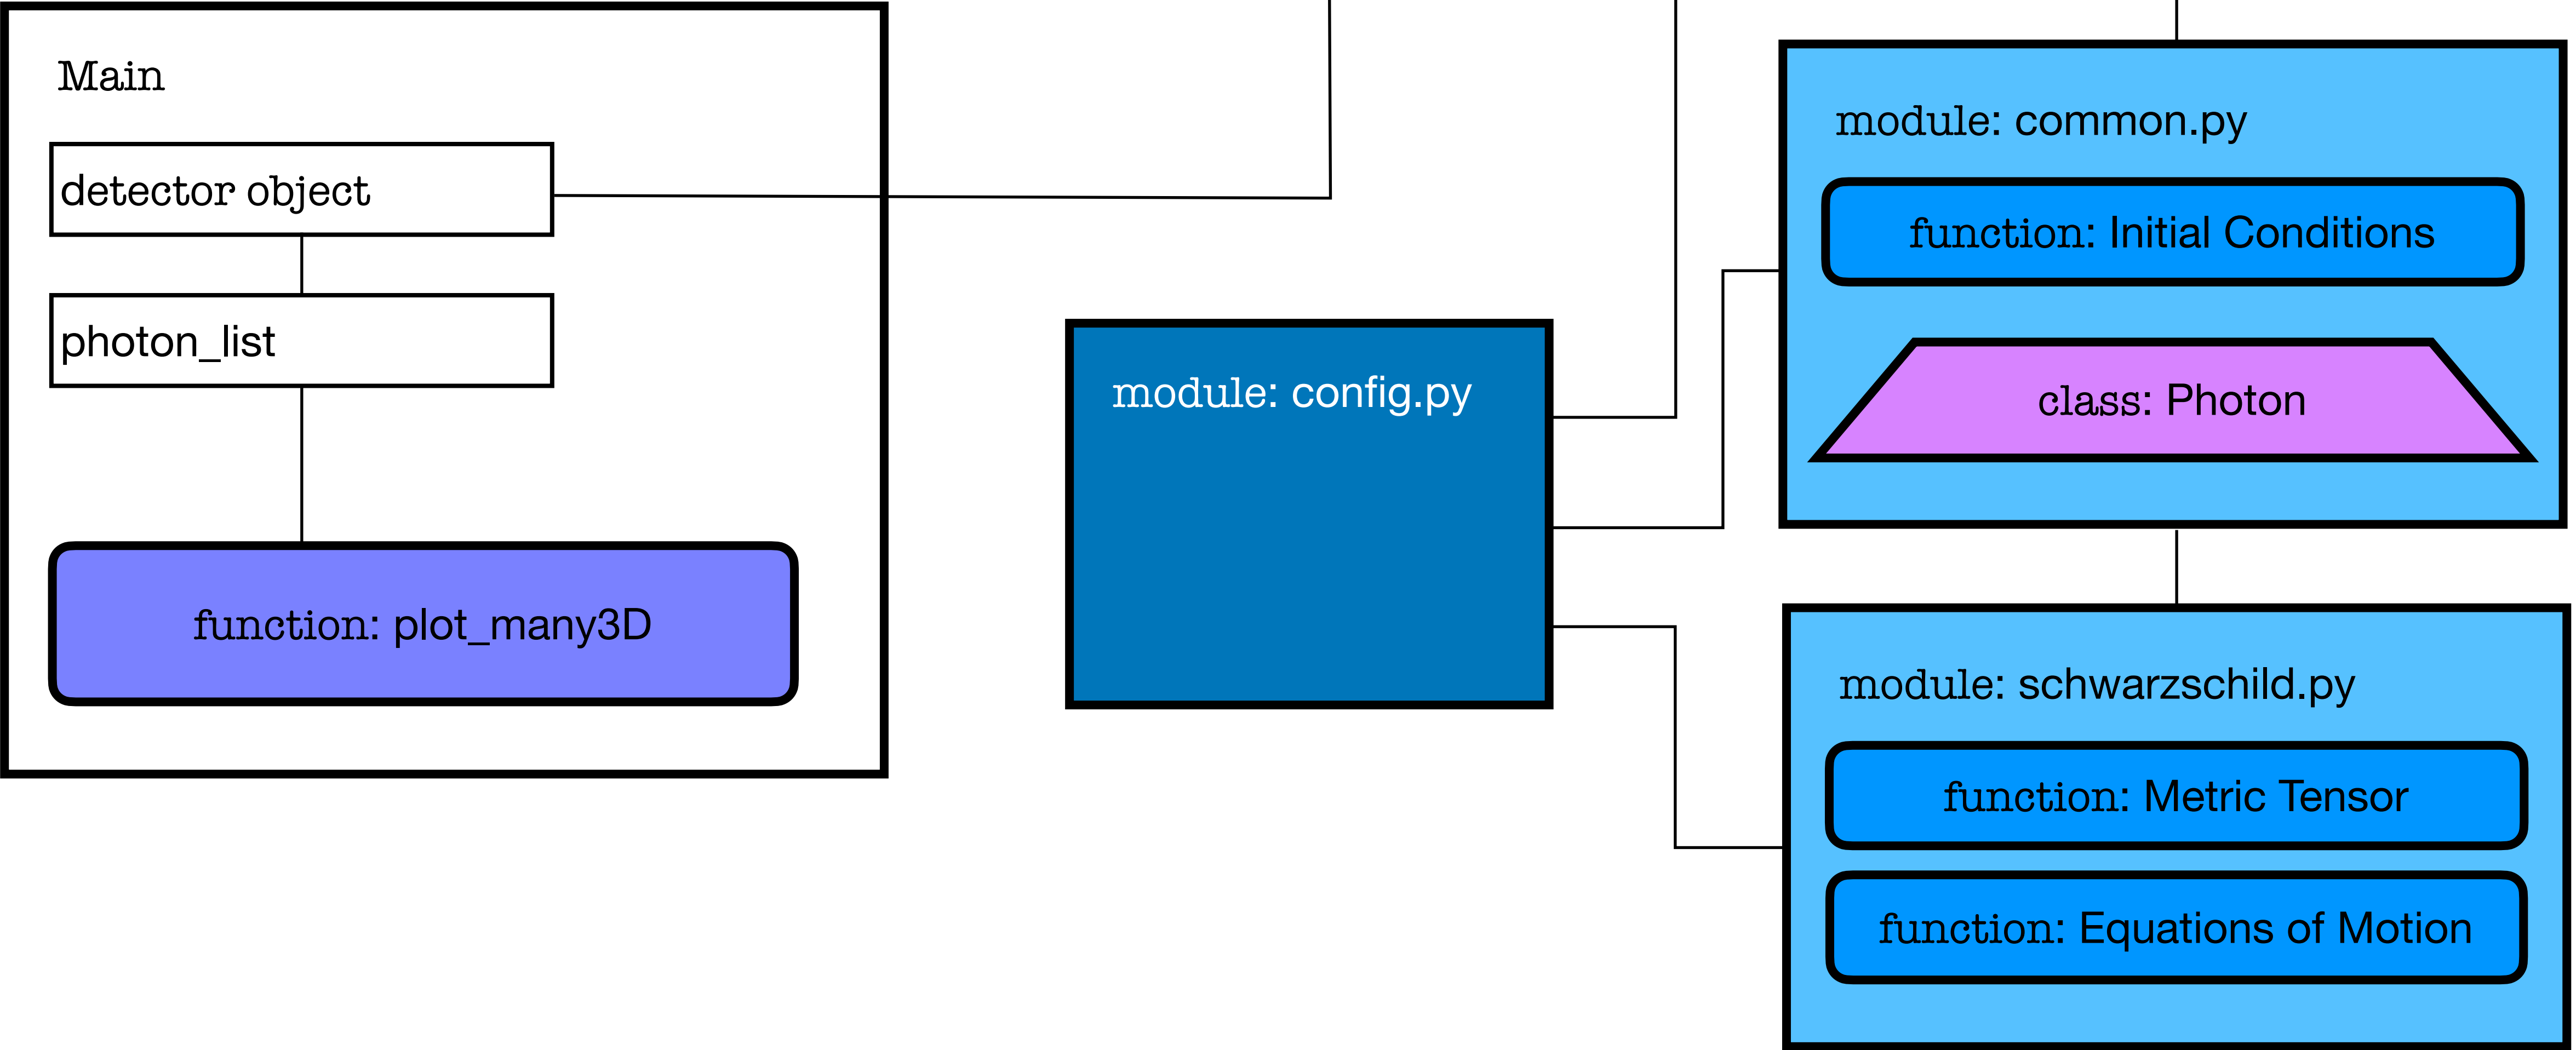 Main
detector object
photon_list
function: plot_many3D
module: config.py
module: common.py
function: Initial Conditions
class: Photon
module: schwarzschild.py
function: Metric Tensor
function: Equations of Motion